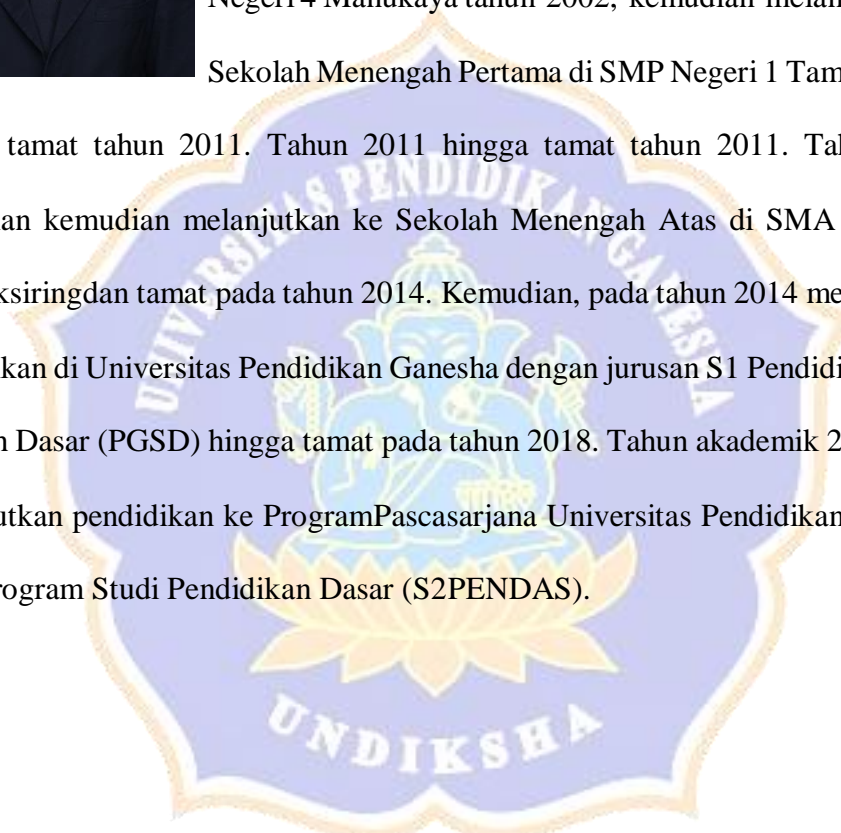 Negeri 4 Manukaya tahun 2002, kemudian melan
Sekolah Menengah Pertama di SMP Negeri 1 Tam
tamat tahun 2011. Tahun 2011 hingga tamat tahun 2011. Tah
an kemudian melanjutkan ke Sekolah Menengah Atas di SMA
ksiringdan tamat pada tahun 2014. Kemudian, pada tahun 2014 me
kan di Universitas Pendidikan Ganesha dengan jurusan S1 Pendidi
n Dasar (PGSD) hingga tamat pada tahun 2018. Tahun akademik 2
utkan pendidikan ke ProgramPascasarjana Universitas Pendidikan
rogram Studi Pendidikan Dasar (S2PENDAS).
UNIVERSITAS PENDIDIKAN GANESHA
UNDIKSHA